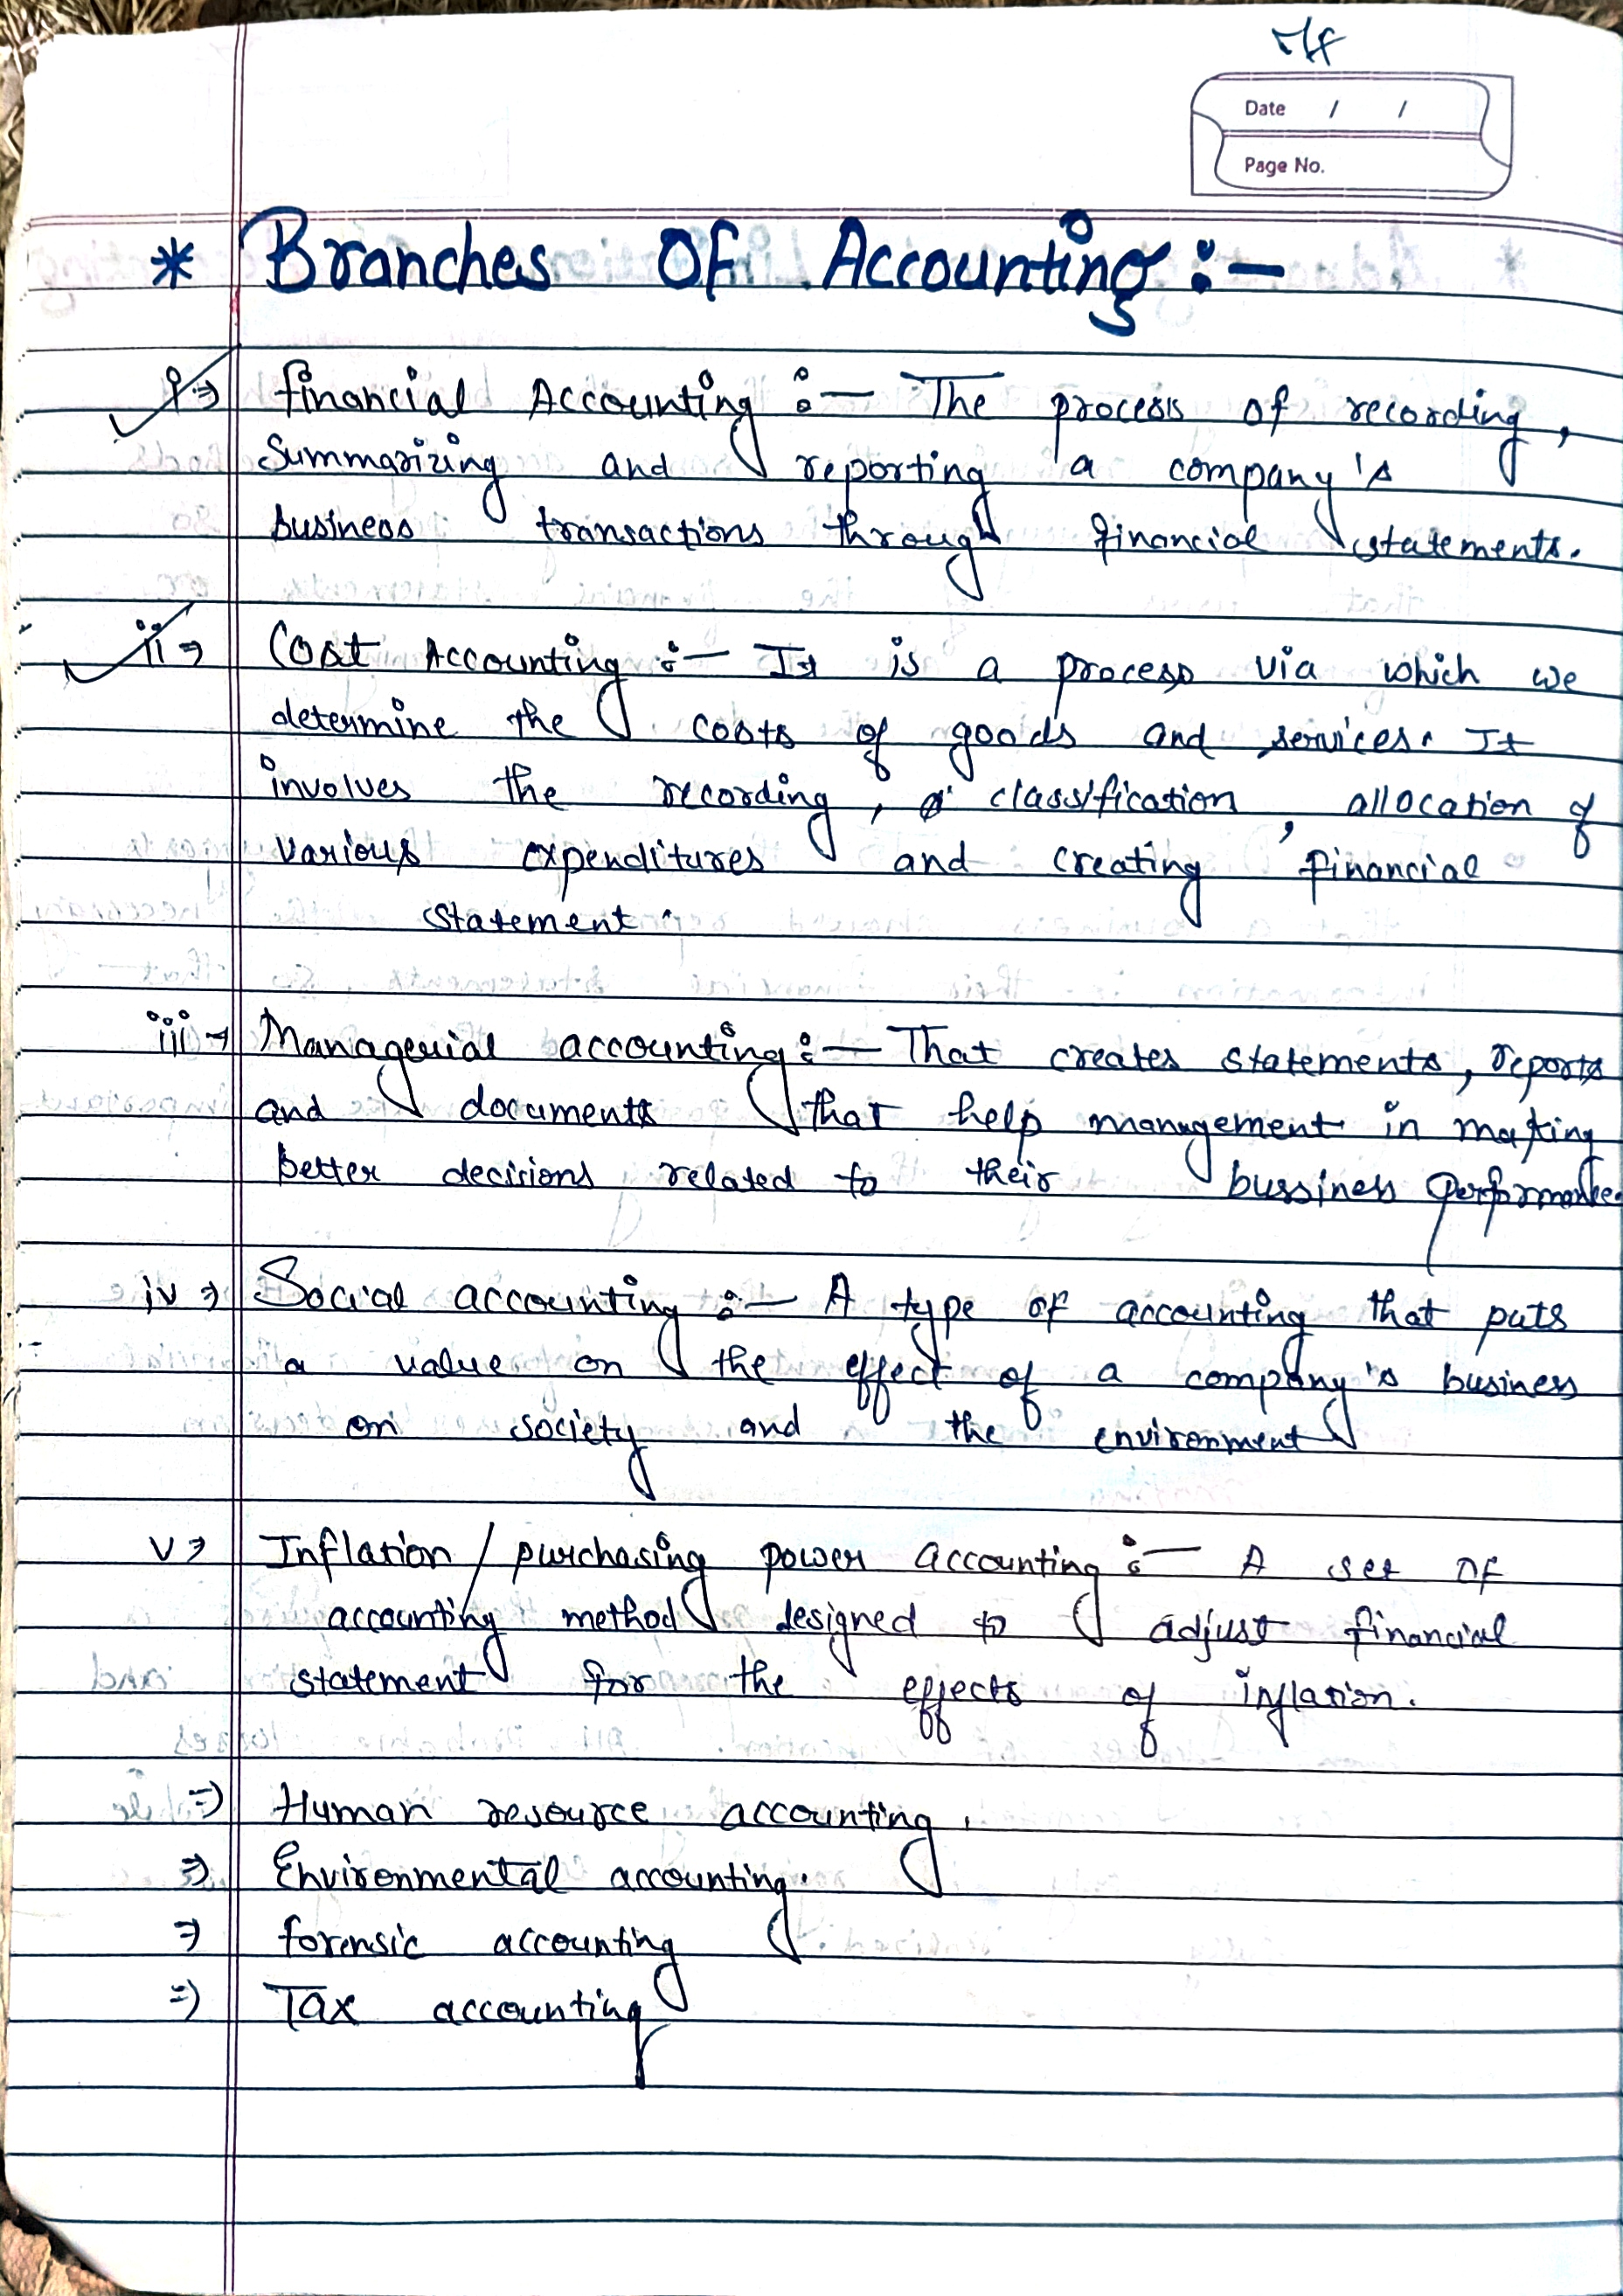 Date / /
Page No.
* Branches Of Accounting :-
i⇒ financial Accounting :- The process of recording,
Summarizing and reporting a company's
business transactions through financial statements.
ii⇒ Cost Accounting :- It is a process via which we
determine the costs of goods and services. It
involves the recording, classification, allocation of
various expenditures and creating financial
statement.
iii→ Managerial accounting :- That creates statements, reports
and documents that help management in making
better decisions related to their bussiness performance.
iv⇒ Social accounting :- A type of accounting that puts
a value on the effect of a company's business
on society and the environment
v⇒ Inflation / purchasing power accounting :- A set of
accounting method designed to adjust financial
statement for the effects of inflation.
⇒ Human resource accounting.
⇒ Environmental accounting.
⇒ forensic accounting
⇒ Tax accounting